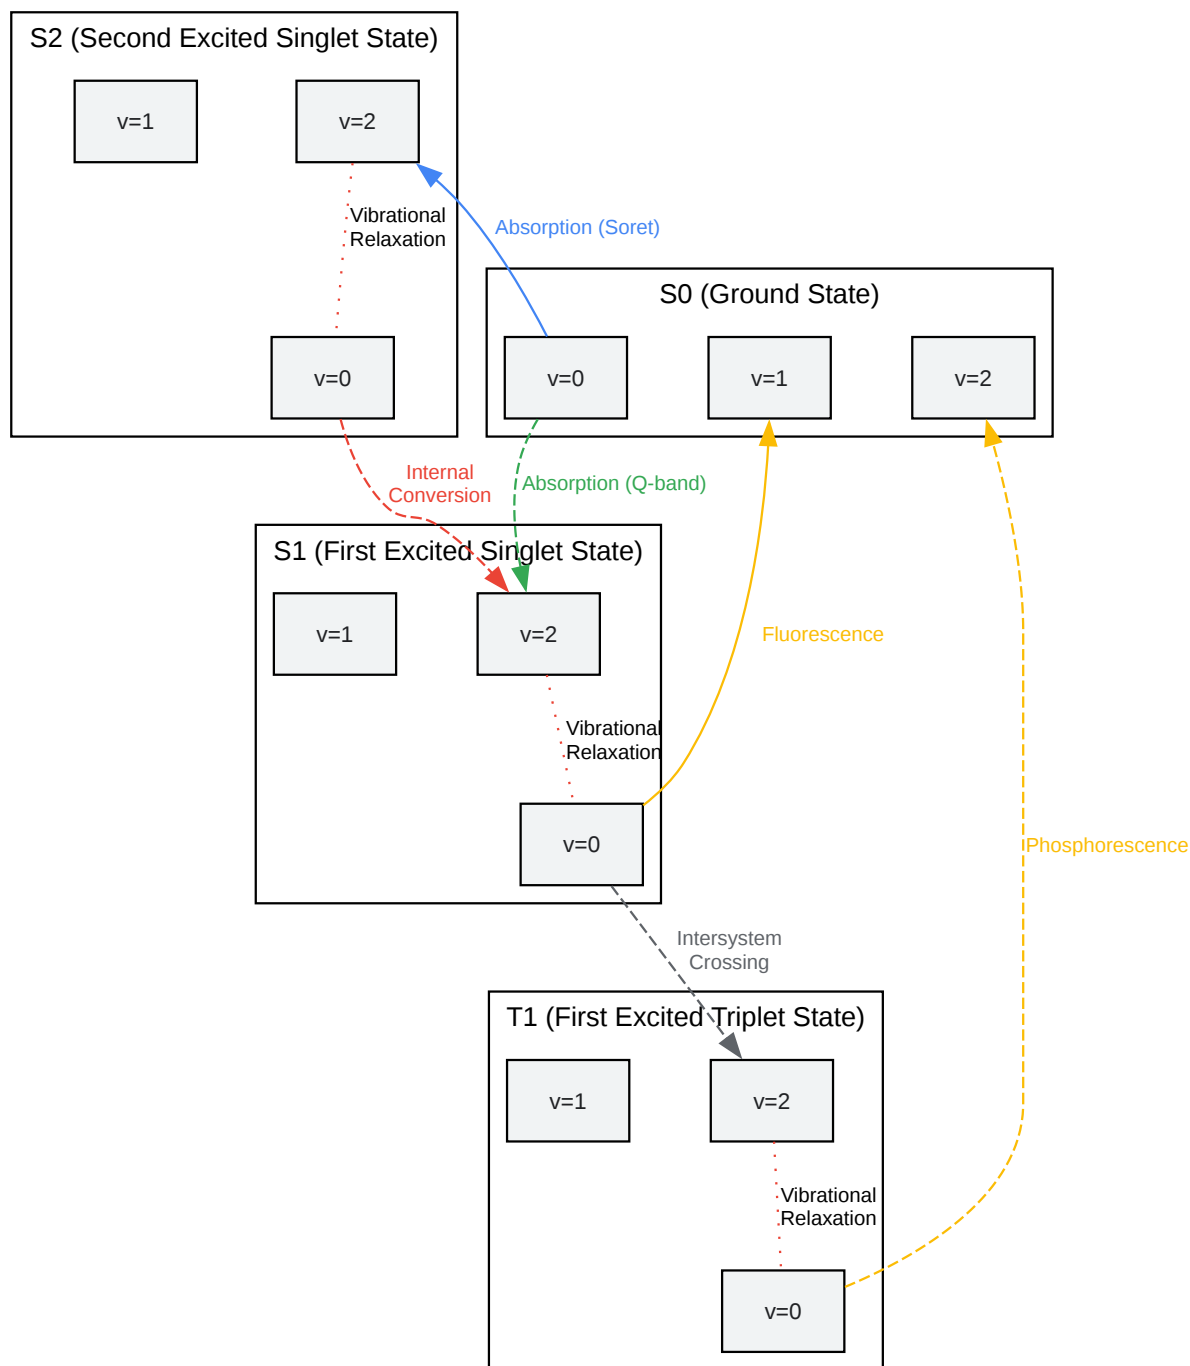 S2 (Second Excited Singlet State)
v=1
v=2
Vibrational
Relaxation
Absorption (Soret)
S0 (Ground State)
v=0
v=0
v=1
v=2
Internal
Conversion
Absorption (Q-band)
S1 (First Excited Singlet State)
v=1
v=2
Fluorescence
Vibrational
Relaxation
v=0
Phosphorescence
Intersystem
Crossing
T1 (First Excited Triplet State)
v=1
v=2
Vibrational
Relaxation
v=0